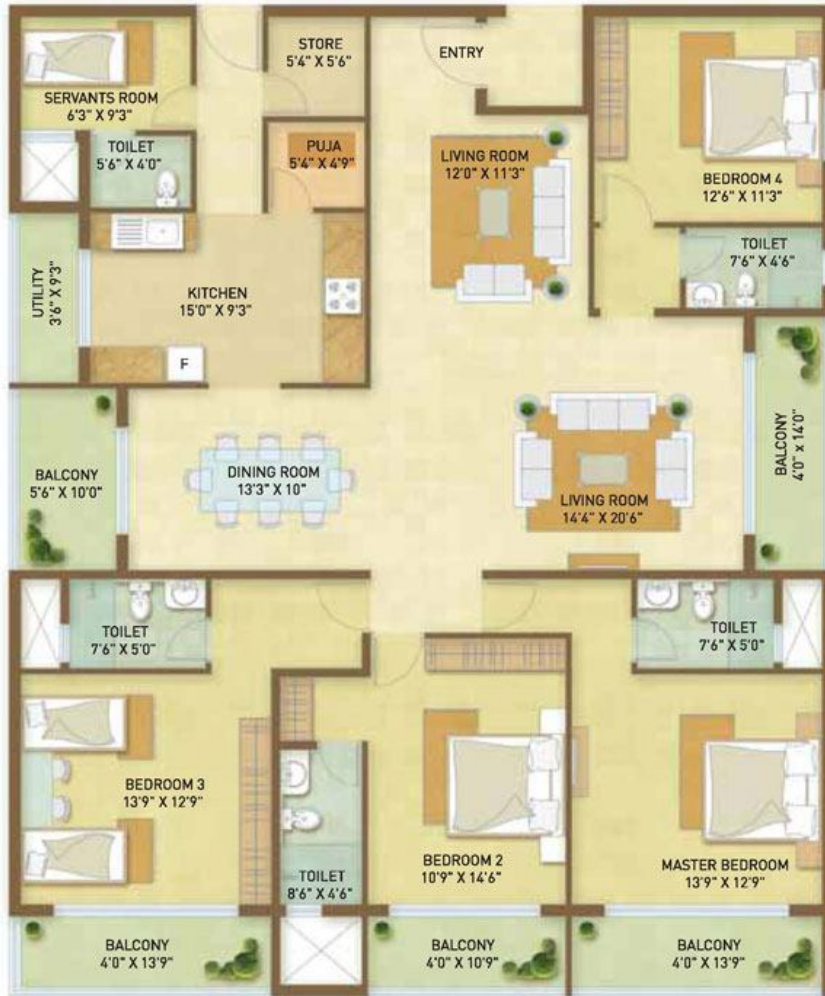 STORE
5'4" X 5'6"
ENTRY
SERVANTS ROOM
6'3" X 9'3"
TOILET
5'6" X 4'0"
PUJA
5'4" X 4'9"
LIVING ROOM
12'0" X 11'3"
BEDROOM 4
12'6" X 11'3"
TOILET
7'6" X 4'6"
UTILITY
3'6" X 9'3"
KITCHEN
15'0" X 9'3"
F
BALCONY
5'6" X 10'0"
DINING ROOM
13'3" X 10"
LIVING ROOM
14'4" X 20'6"
BALCONY
4'0" X 14'0"
TOILET
7'6" X 5'0"
TOILET
7'6" X 5'0"
BEDROOM 3
13'9" X 12'9"
TOILET
8'6" X 4'6"
BEDROOM 2
10'9" X 14'6"
MASTER BEDROOM
13'9" X 12'9"
BALCONY
4'0" X 13'9"
BALCONY
4'0" X 10'9"
BALCONY
4'0" X 13'9"